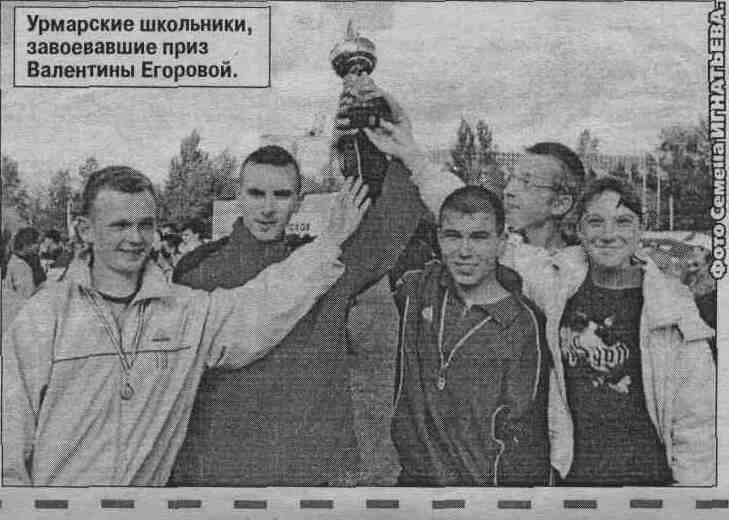 Урмарские школьники,
завоевавшие приз
Валентины Егоровой.
Фото Семена ИГНАТЬЕВА.